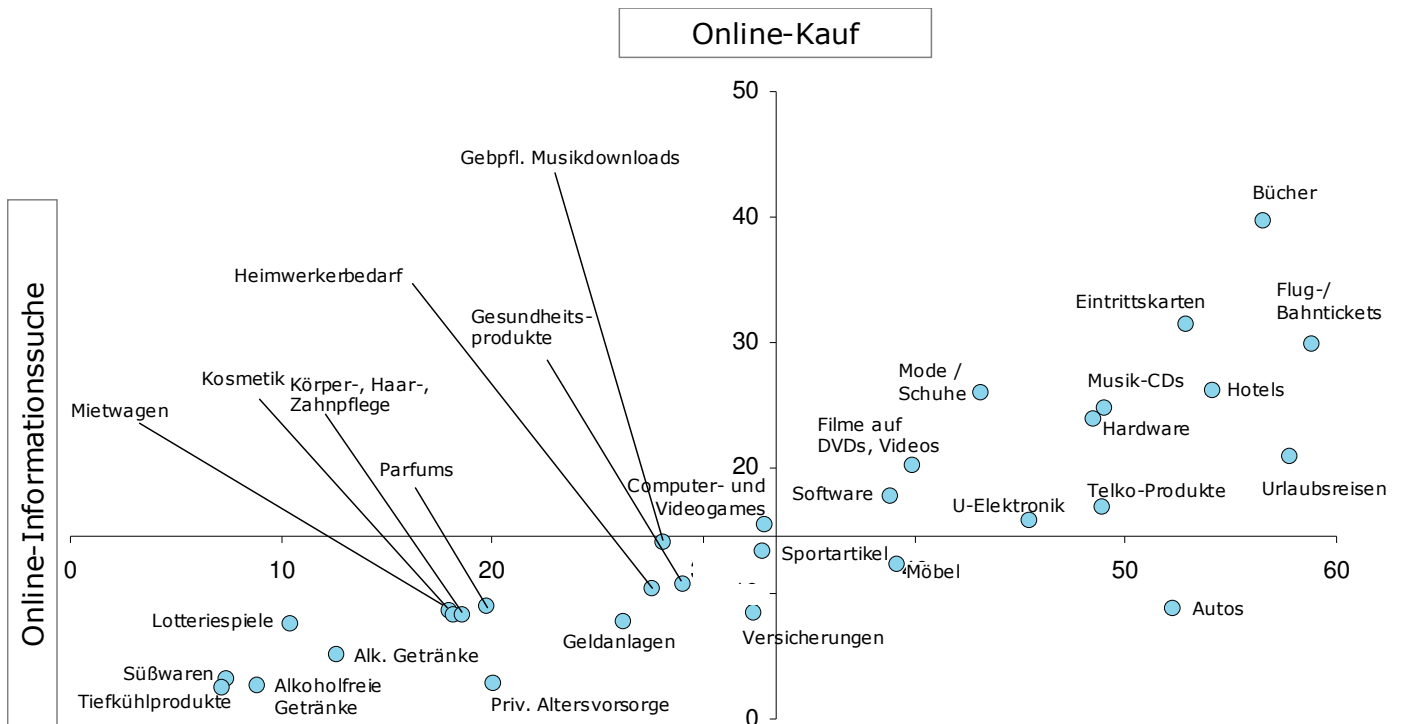 Online-Kauf
50
Gebpfl. Musikdownloads
Bücher
40
Heimwerkerbedarf
Flug-/
Bahntickets
Eintrittskarten
Gesundheits-
produkte
30
Kosmetik
Körper-, Haar-,
Zahnpflege
Mode /
Schuhe
Musik-CDs
Hotels
Mietwagen
Hardware
Filme auf
DVDs, Videos
Parfums
20
Computer- und
Videogames
Software
U-Elektronik
Telko-Produkte
Urlaubsreisen
Online-Informationssuche
Sportartikel
Möbel
0
10
20
50
60
Autos
Lotteriespiele
Geldanlagen
Versicherungen
Alk. Getränke
Süßwaren
Tiefkühlprodukte
Alkoholfreie
Getränke
Priv. Altersvorsorge
0